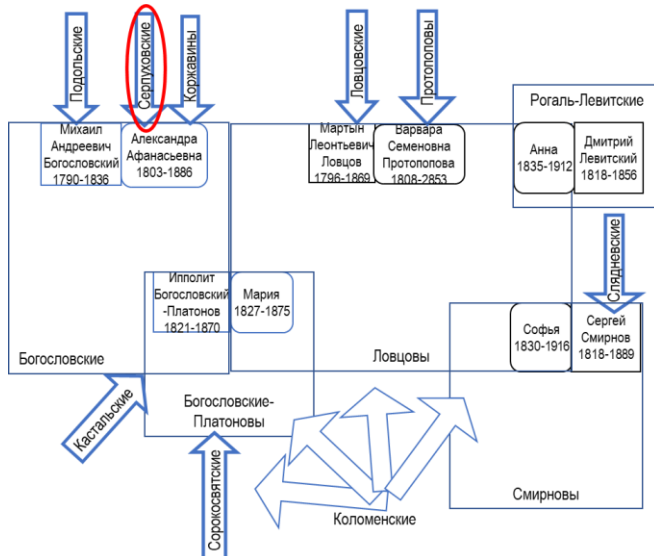 Подольские
Серпуховские
Коржавины
Ловцовские
Протопоповы
Рогаль-Левитские
Михаил
Андреевич
Богословский
1790-1836
Александра
Афанасьевна
1803-1886
Мартын
Леонтьевич
Ловцов
1796-1869
Варвара
Семеновна
Протопопова
1808-2853
Анна
1835-1912
Дмитрий
Левитский
1818-1856
Слядневские
Ипполит
Богословский
-Платонов
1821-1870
Мария
1827-1875
Софья
1830-1916
Сергей
Смирнов
1818-1889
Богословские
Ловцовы
Кастальские
Богословские-
Платоновы
Сорокосвятские
Коломенские
Смирновы